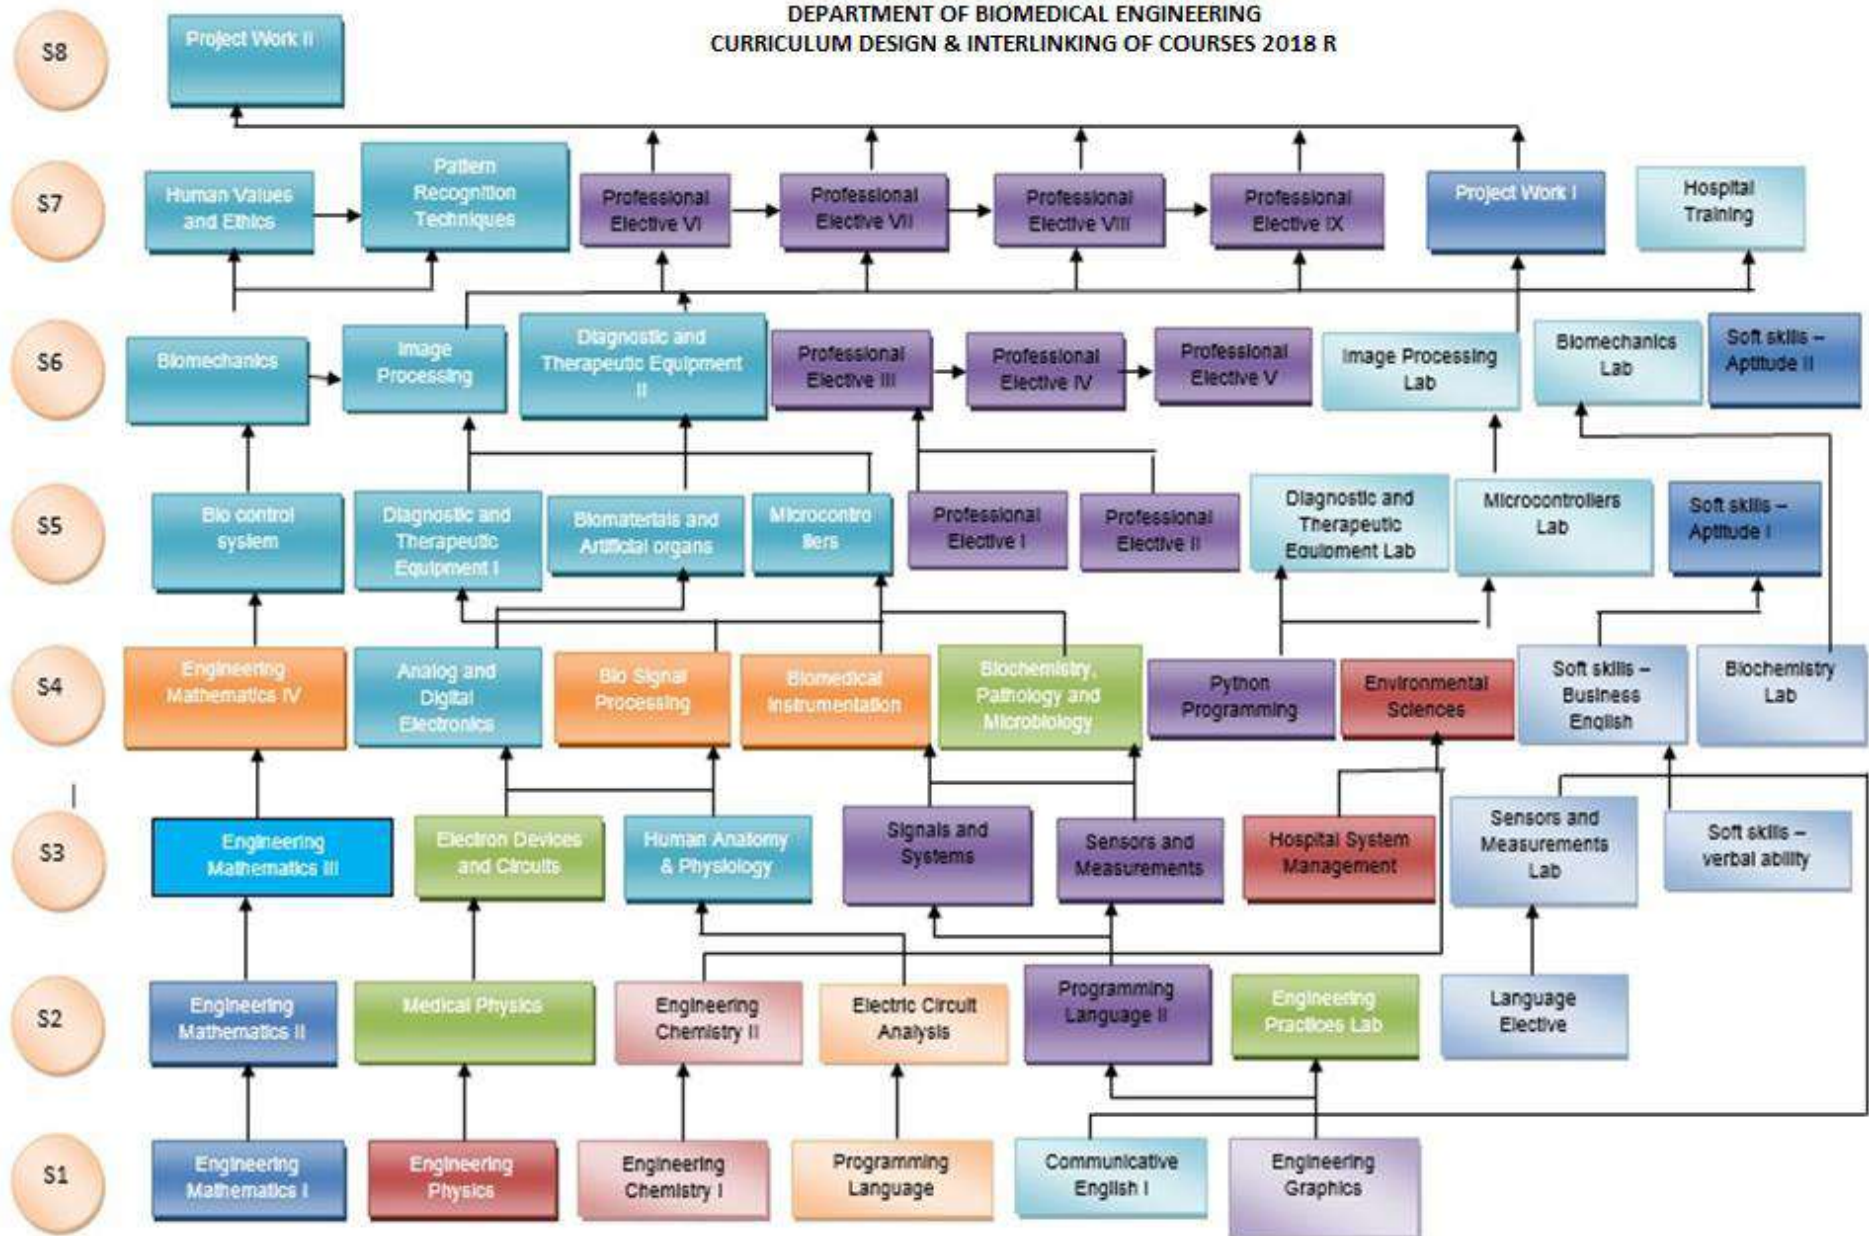 DEPARTMENT OF BIOMEDICAL ENGINEERING
CURRICULUM DESIGN & INTERLINKING OF COURSES 2018 R
S8
Project Work II
S7
Human Values
and Ethics
Pattern
Recognition
Techniques
Professional
Elective VI
Professional
Elective VII
Professional
Elective VIII
Professional
Elective IX
Project Work I
Hospital
Training
S6
Biomechanics
Image
Processing
Diagnostic and
Therapeutic Equipment
II
Professional
Elective III
Professional
Elective IV
Professional
Elective V
Image Processing
Lab
Biomechanics
Lab
Soft skills –
Aptitude II
S5
Bio control
system
Diagnostic and
Therapeutic
Equipment I
Biomaterials and
Artificial organs
Microcontro
llers
Professional
Elective I
Professional
Elective II
Diagnostic and
Therapeutic
Equipment Lab
Microcontrollers
Lab
Soft skills –
Aptitude I
S4
Engineering
Mathematics IV
Analog and
Digital
Electronics
Bio Signal
Processing
Biomedical
Instrumentation
Biochemistry,
Pathology and
Microbiology
Python
Programming
Environmental
Sciences
Soft skills –
Business
English
Biochemistry
Lab
S3
Engineering
Mathematics III
Electron Devices
and Circuits
Human Anatomy
& Physiology
Signals and
Systems
Sensors and
Measurements
Hospital System
Management
Sensors and
Measurements
Lab
Soft skills –
verbal ability
S2
Engineering
Mathematics II
Medical Physics
Engineering
Chemistry II
Electric Circuit
Analysis
Programming
Language II
Engineering
Practices Lab
Language
Elective
S1
Engineering
Mathematics I
Engineering
Physics
Engineering
Chemistry I
Programming
Language
Communicative
English I
Engineering
Graphics